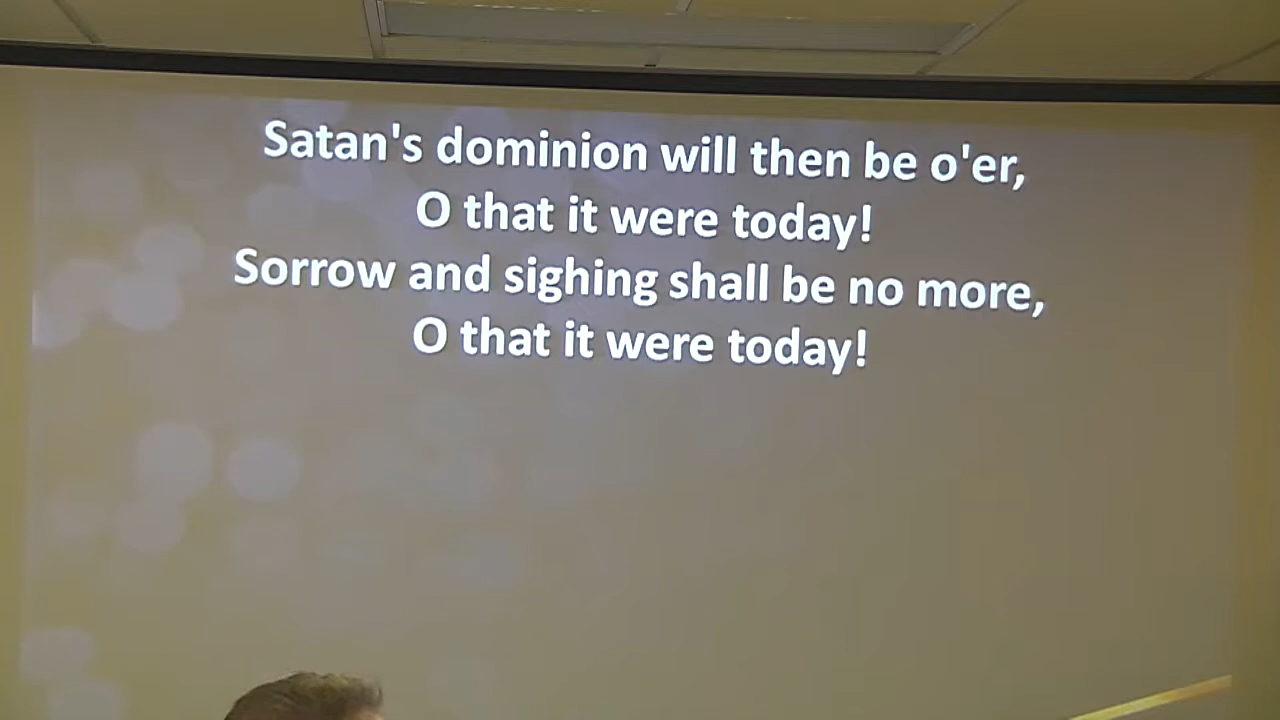 Satan's dominion will then be o'er,
O that it were today!
Sorrow and sighing shall be no more,
O that it were today!